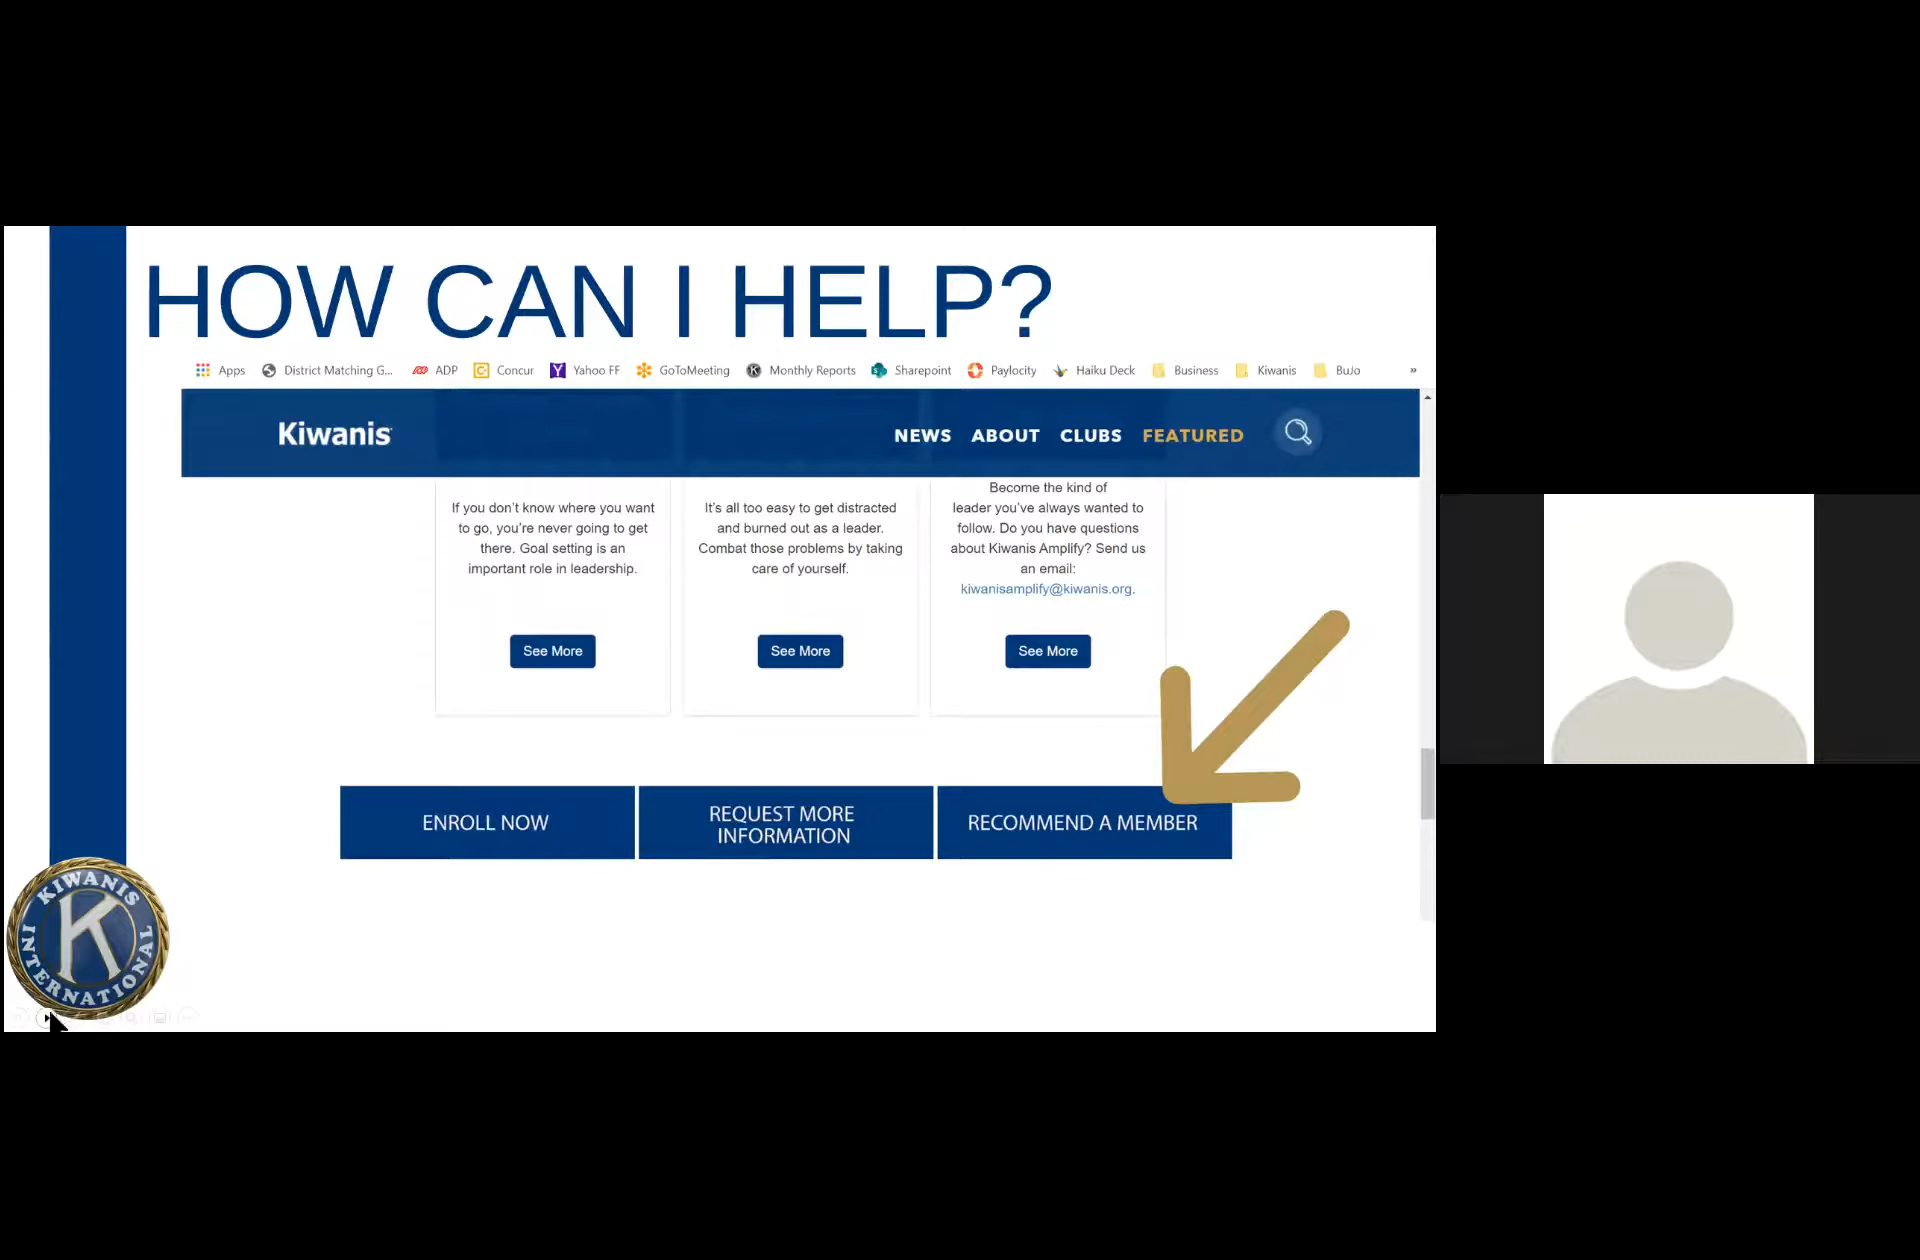 HOW CAN I HELP?
Apps District Matching G... ADP Concur Yahoo FF GoToMeeting Monthly Reports Sharepoint Paylocity Haiku Deck Business Kiwanis BuJo »
Kiwanis
NEWS ABOUT CLUBS FEATURED
If you don't know where you want
to go, you're never going to get
there. Goal setting is an
important role in leadership.
See More
It's all too easy to get distracted
and burned out as a leader.
Combat those problems by taking
care of yourself.
See More
Become the kind of
leader you've always wanted to
follow. Do you have questions
about Kiwanis Amplify? Send us
an email:
kiwanisamplify@kiwanis.org.
See More
ENROLL NOW
REQUEST MORE
INFORMATION
RECOMMEND A MEMBER
KIWANIS
K
INTERNATIONAL